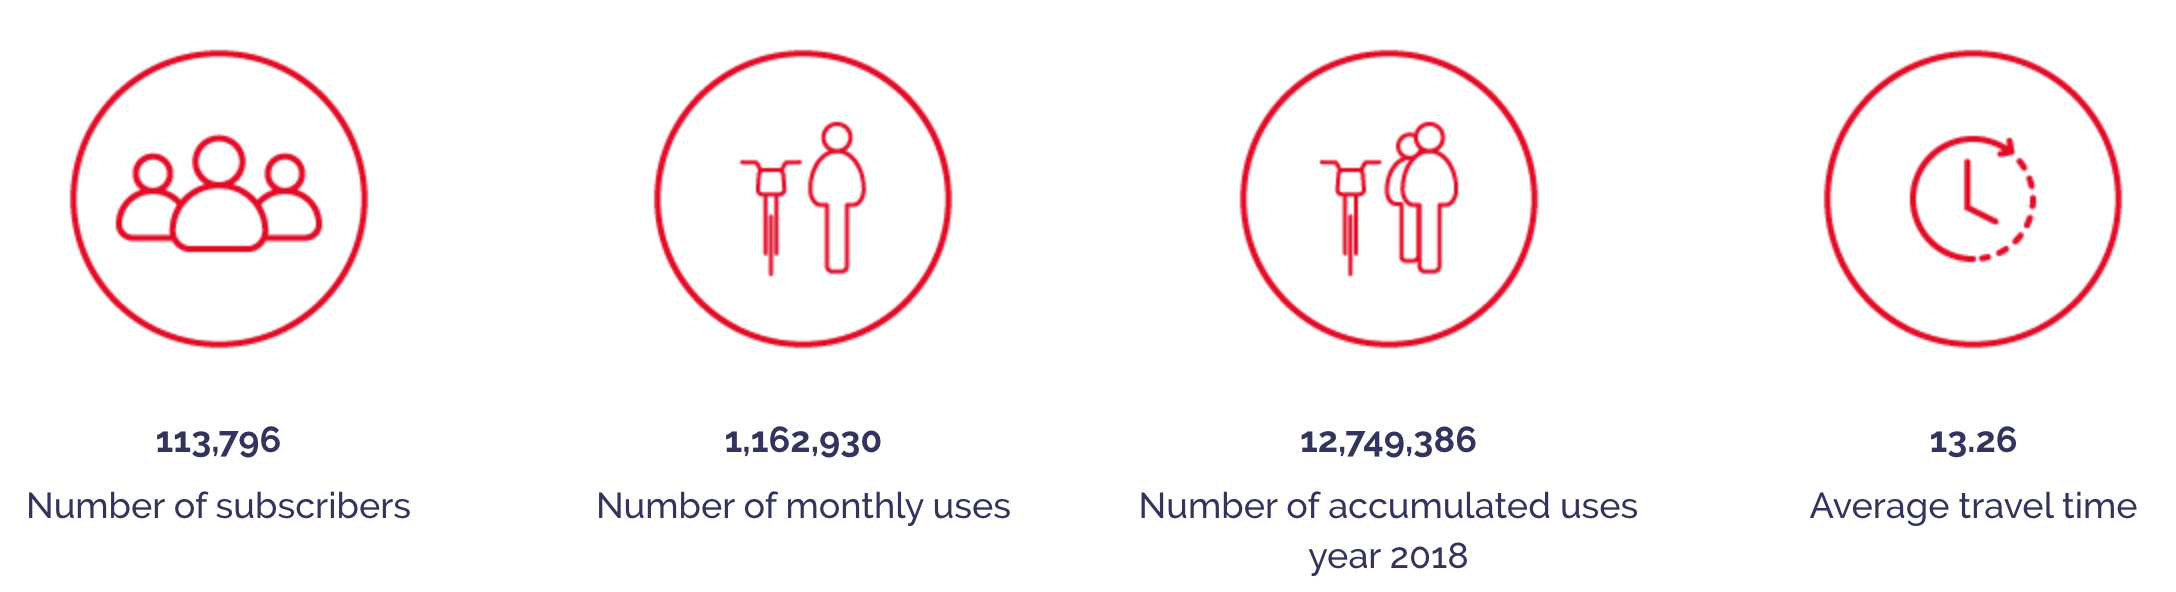 113,796
Number of subscribers
1,162,930
Number of monthly uses
12,749,386
Number of accumulated uses
year 2018
13.26
Average travel time